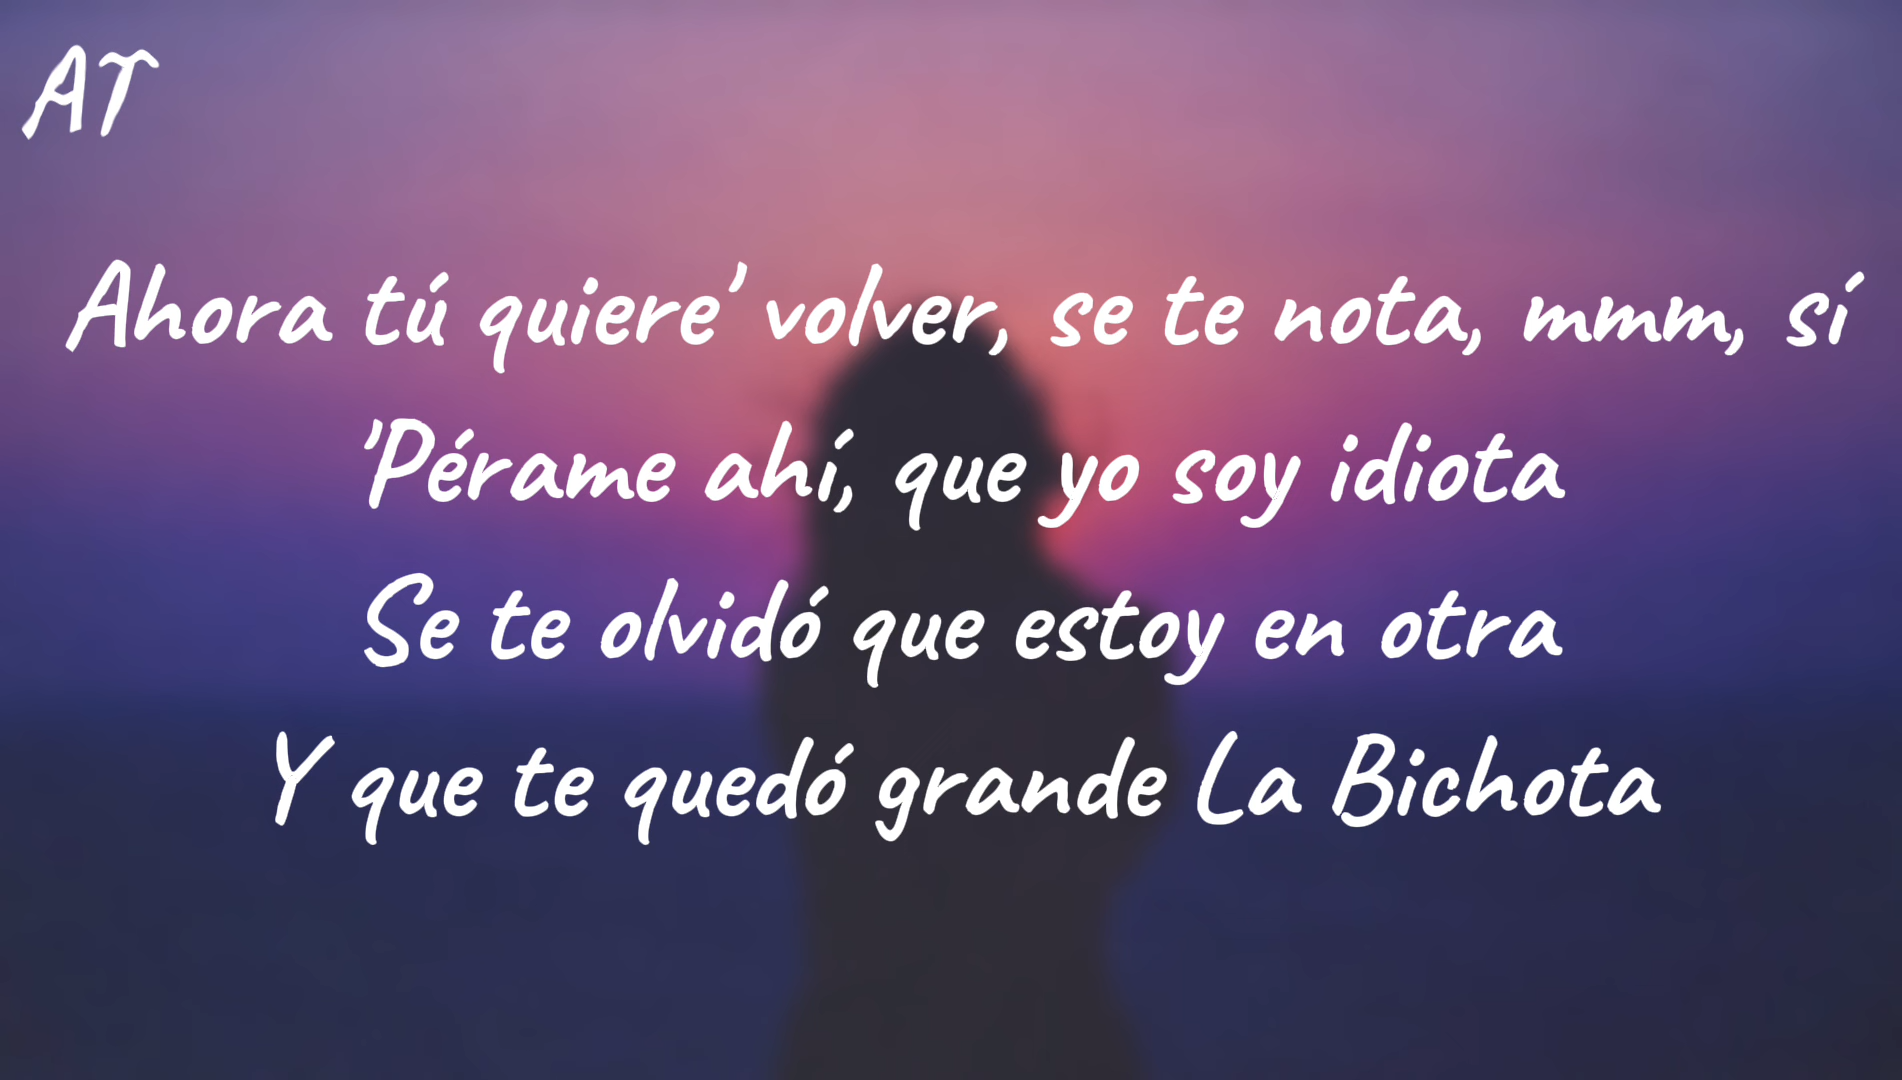 AT
Ahora tú quiere' volver, se te nota, mmm, sí
'Pérame ahí, que yo soy idiota
Se te olvidó que estoy en otra
Y que te quedó grande La Bichota